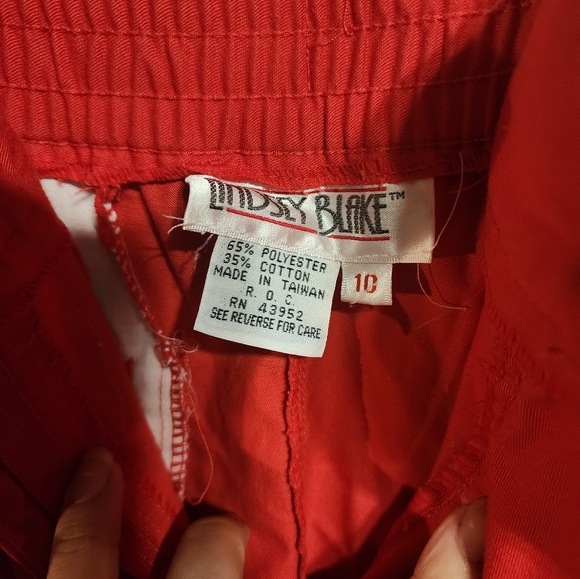 LINDSEY BLAKE™
65% POLYESTER
35% COTTON
MADE IN TAIWAN
R. O. C.
RN 43952
SEE REVERSE FOR CARE
10